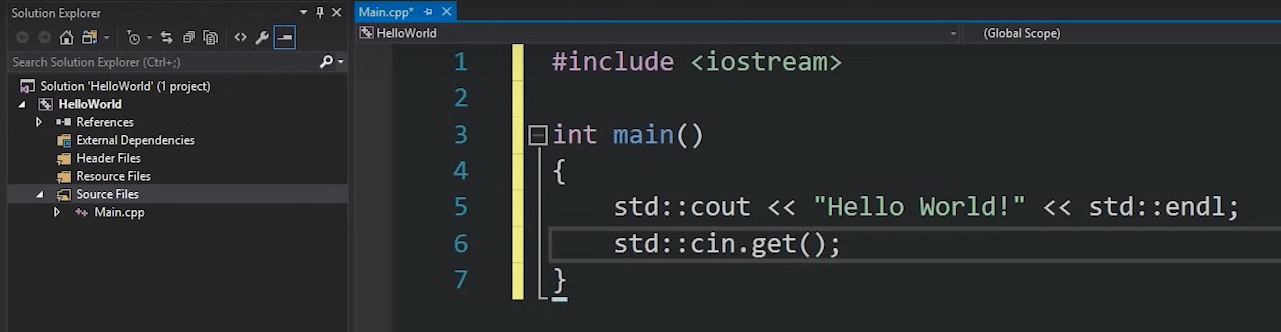 Solution Explorer
Search Solution Explorer (Ctrl+;)
Solution 'HelloWorld' (1 project)
HelloWorld
References
External Dependencies
Header Files
Resource Files
Source Files
Main.cpp
Main.cpp*
HelloWorld
(Global Scope)
1 #include <iostream>
2
3 int main()
4 {
5 std::cout << "Hello World!" << std::endl;
6 std::cin.get();
7 }